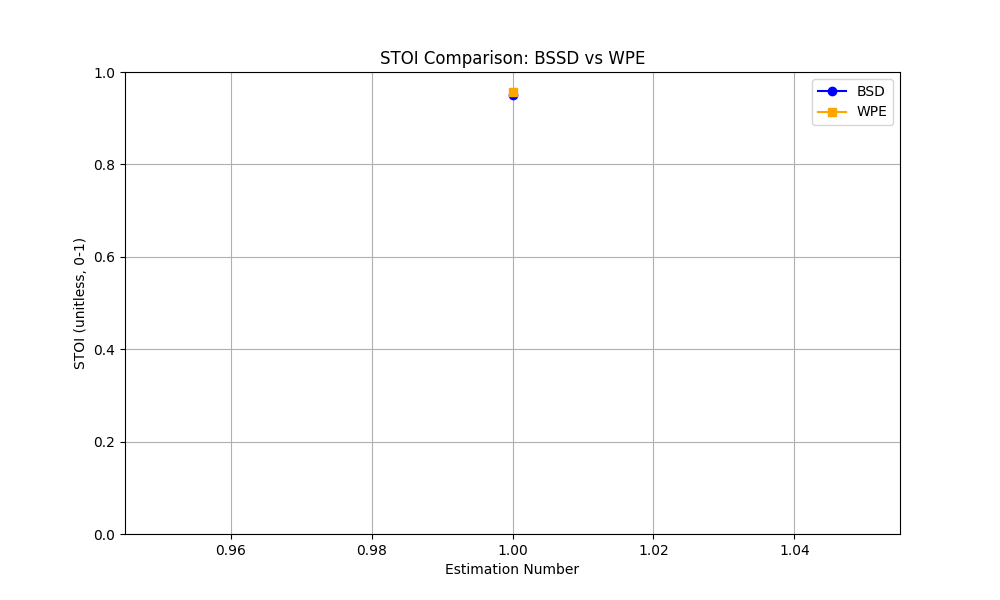 STOI Comparison: BSSD vs WPE
BSD
WPE
STOI (unitless, 0-1)
1.0
0.8
0.6
0.4
0.2
0.0
0.96 0.98 1.00 1.02 1.04
Estimation Number